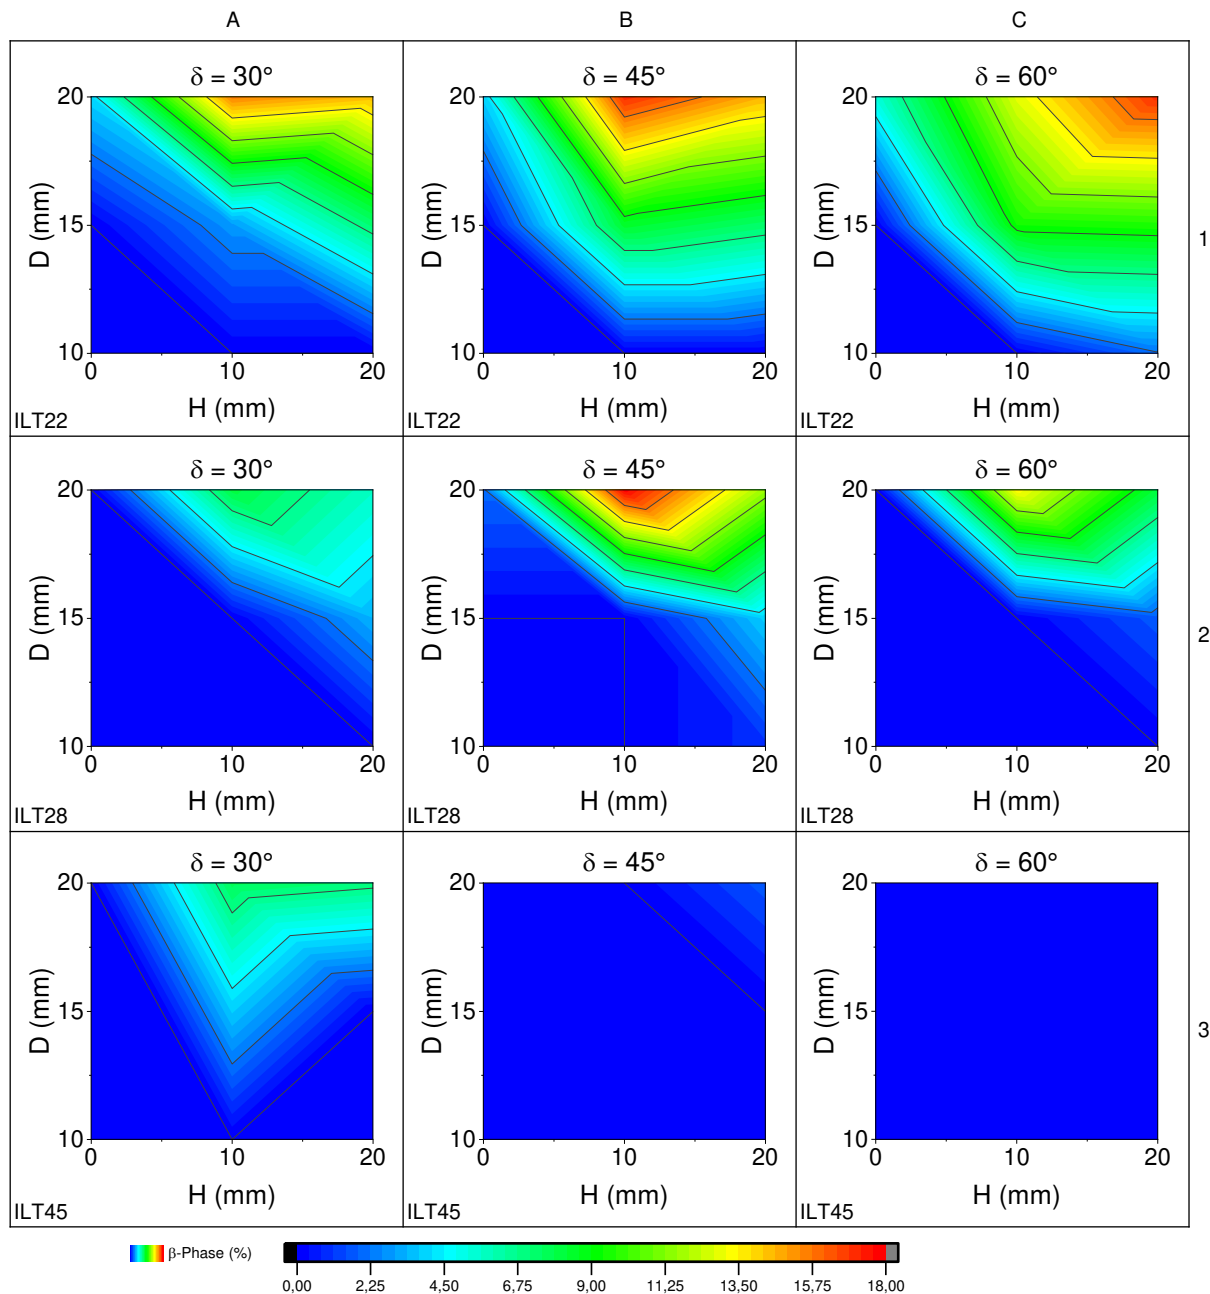 A B C
δ = 30° δ = 45° δ = 60°
20 20 20
15 15 15 1
D (mm) D (mm) D (mm)
10 10 10
0 10 20 0 10 20 0 10 20
H (mm) H (mm) H (mm)
ILT22 ILT22 ILT22
δ = 30° δ = 45° δ = 60°
20 20 20
15 15 15 2
D (mm) D (mm) D (mm)
10 10 10
0 10 20 0 10 20 0 10 20
H (mm) H (mm) H (mm)
ILT28 ILT28 ILT28
δ = 30° δ = 45° δ = 60°
20 20 20
15 15 15 3
D (mm) D (mm) D (mm)
10 10 10
0 10 20 0 10 20 0 10 20
H (mm) H (mm) H (mm)
ILT45 ILT45 ILT45
β-Phase (%)
0,00 2,25 4,50 6,75 9,00 11,25 13,50 15,75 18,00